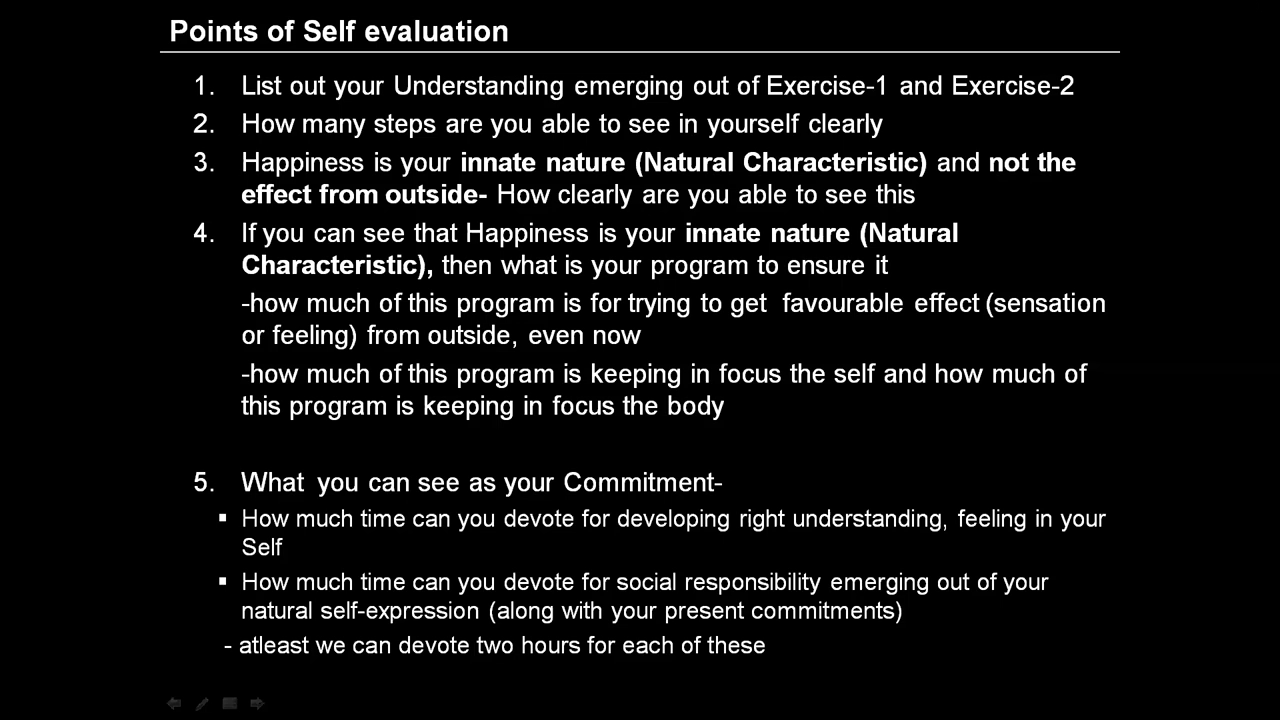 Points of Self evaluation
1. List out your Understanding emerging out of Exercise-1 and Exercise-2
2. How many steps are you able to see in yourself clearly
3. Happiness is your innate nature (Natural Characteristic) and not the
effect from outside- How clearly are you able to see this
4. If you can see that Happiness is your innate nature (Natural
Characteristic), then what is your program to ensure it
-how much of this program is for trying to get favourable effect (sensation
or feeling) from outside, even now
-how much of this program is keeping in focus the self and how much of
this program is keeping in focus the body
5. What you can see as your Commitment-
▪ How much time can you devote for developing right understanding, feeling in your
Self
▪ How much time can you devote for social responsibility emerging out of your
natural self-expression (along with your present commitments)
- atleast we can devote two hours for each of these